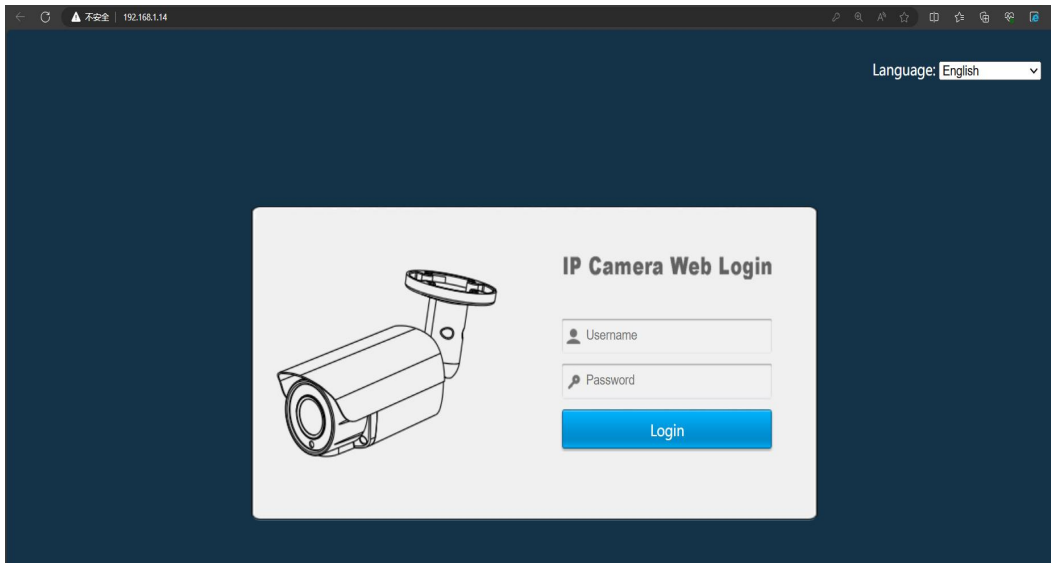 不安全 | 192.168.1.14
Language: English
IP Camera Web Login
Username
Password
Login